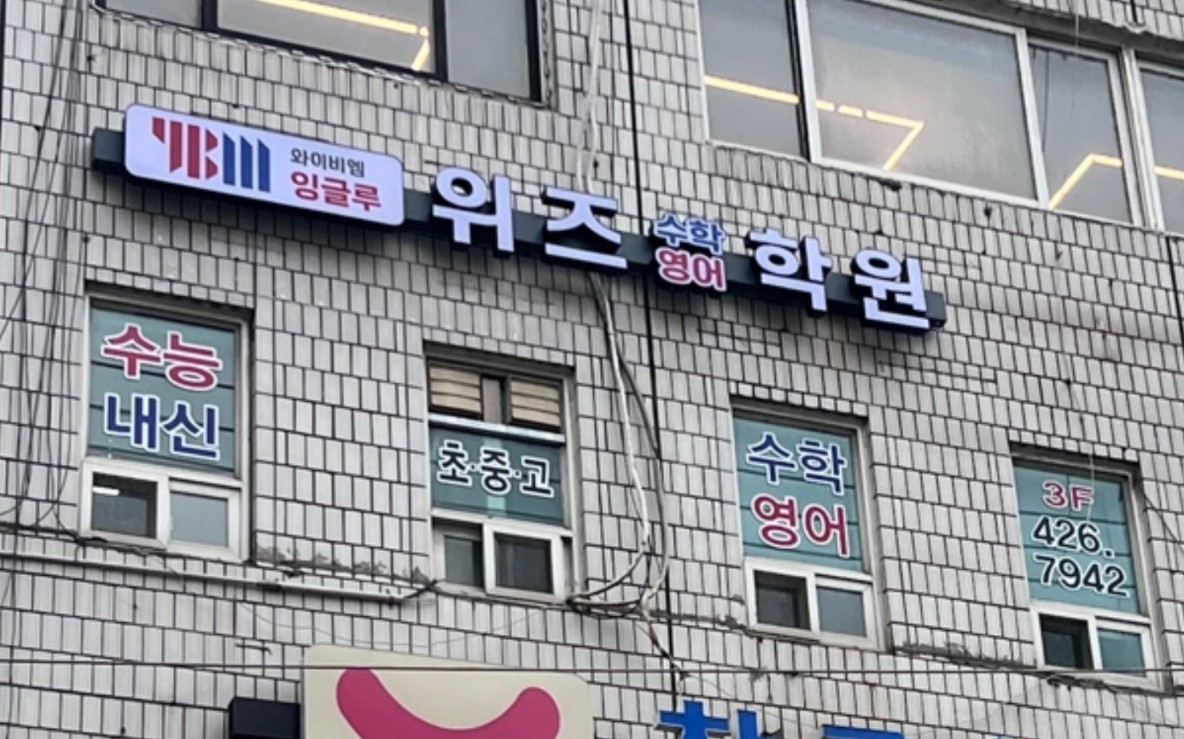 YBM 와이비엠 잉글루
위즈 수학 영어 학원
수능
내신
초·중·고
수학
영어
3F
426.
7942